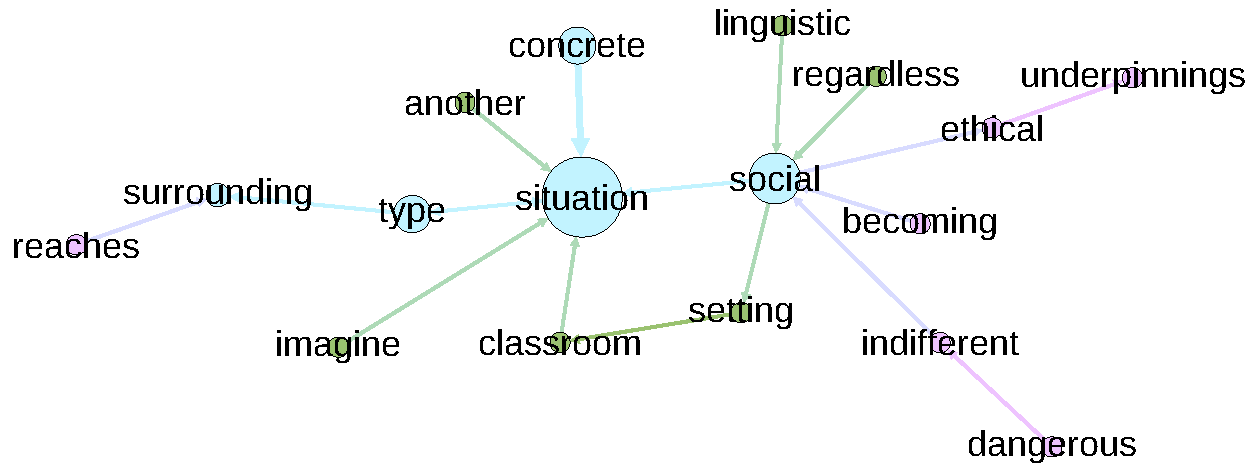 linguistic
concrete
regardless
underpinnings
another
ethical
social
surrounding
situation
type
becoming
reaches
setting
imagine
classroom
indifferent
dangerous